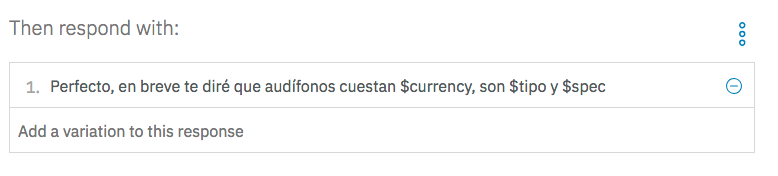 Then respond with:
1. Perfecto, en breve te diré que audífonos cuestan $currency, son $tipo y $spec
Add a variation to this response